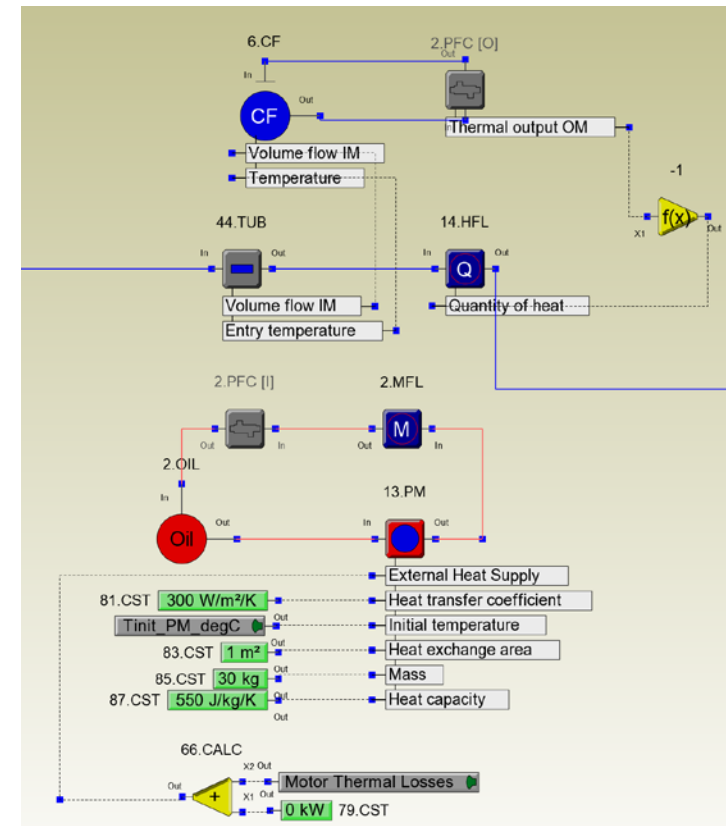 6.CF
2.PFC [O]
Out
In
Out
CF
In
Thermal output OM
Volume flow IM
Temperature
-1
f(x)
X1
Out
44.TUB
14.HFL
In
Out
In
Out
Q
Volume flow IM
Quantity of heat
Entry temperature
2.PFC [I]
2.MFL
M
Out
In
Out
In
2.OIL
In
13.PM
Out
In
Out
Oil
External Heat Supply
81.CST 300 W/m²/K Heat transfer coefficient
Out
Tinit_PM_degC Initial temperature
Out
83.CST 1 m² Heat exchange area
Out
85.CST 30 kg Mass
Out
87.CST 550 J/kg/K Heat capacity
Out
66.CALC
X2 Out
Out
Motor Thermal Losses
+
X1 Out
0 kW 79.CST